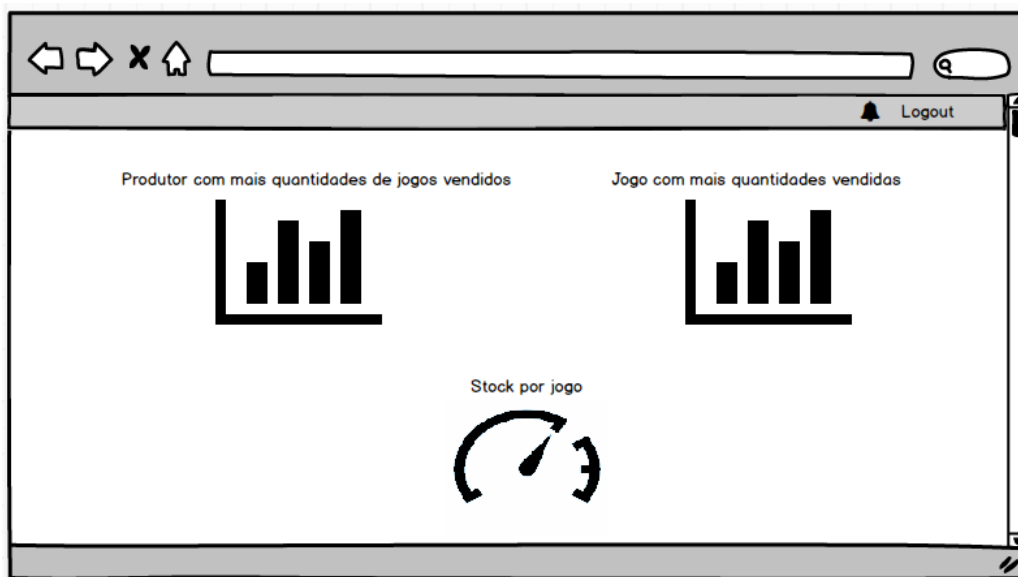 Logout
Produtor com mais quantidades de jogos vendidos
Jogo com mais quantidades vendidas
Stock por jogo